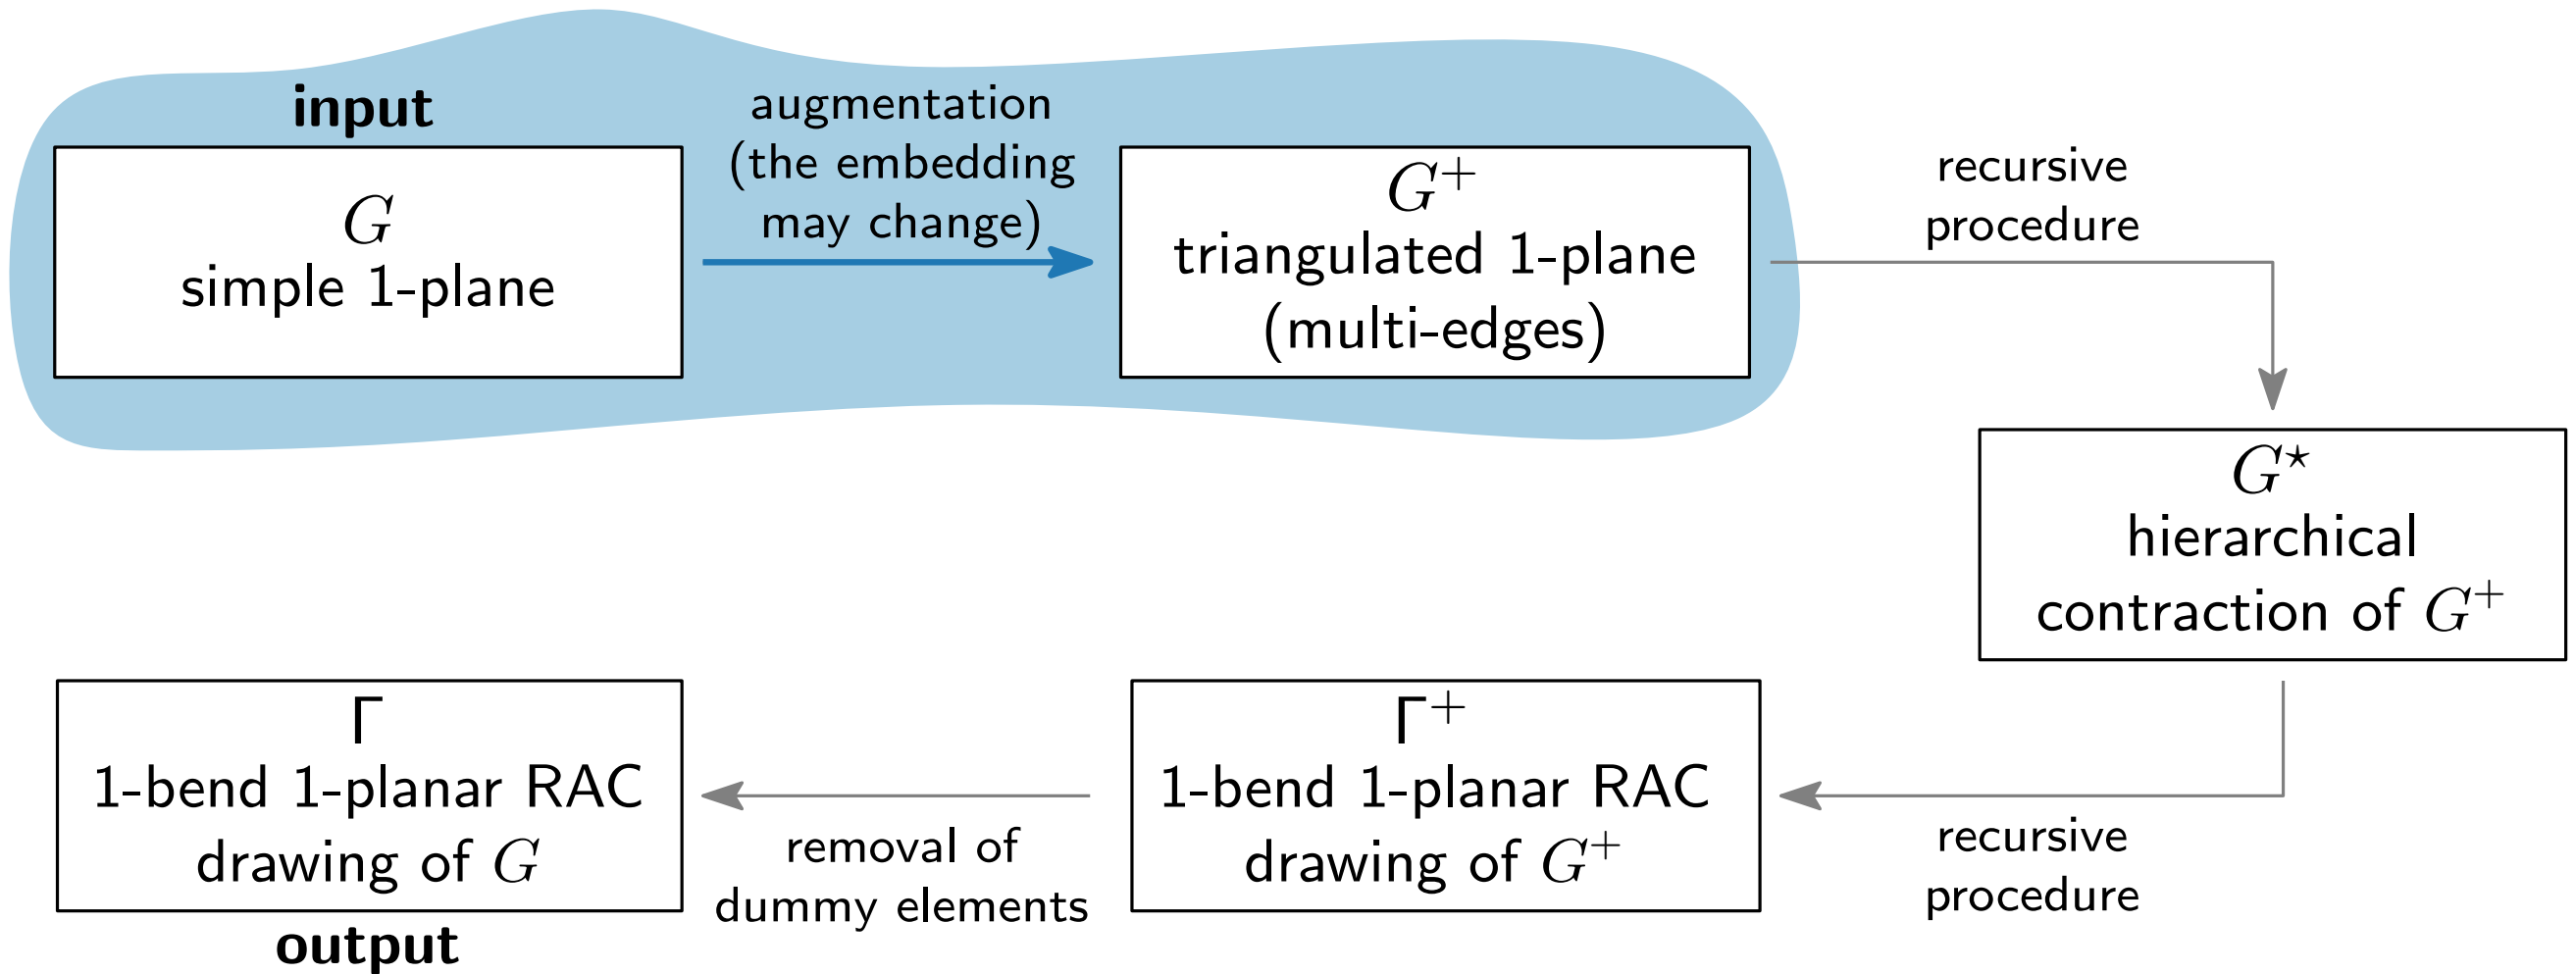 input
G
simple 1-plane
augmentation
(the embedding
may change)
G⁺
triangulated 1-plane
(multi-edges)
recursive
procedure
G⋆
hierarchical
contraction of G⁺
recursive
procedure
Γ⁺
1-bend 1-planar RAC
drawing of G⁺
removal of
dummy elements
Γ
1-bend 1-planar RAC
drawing of G
output